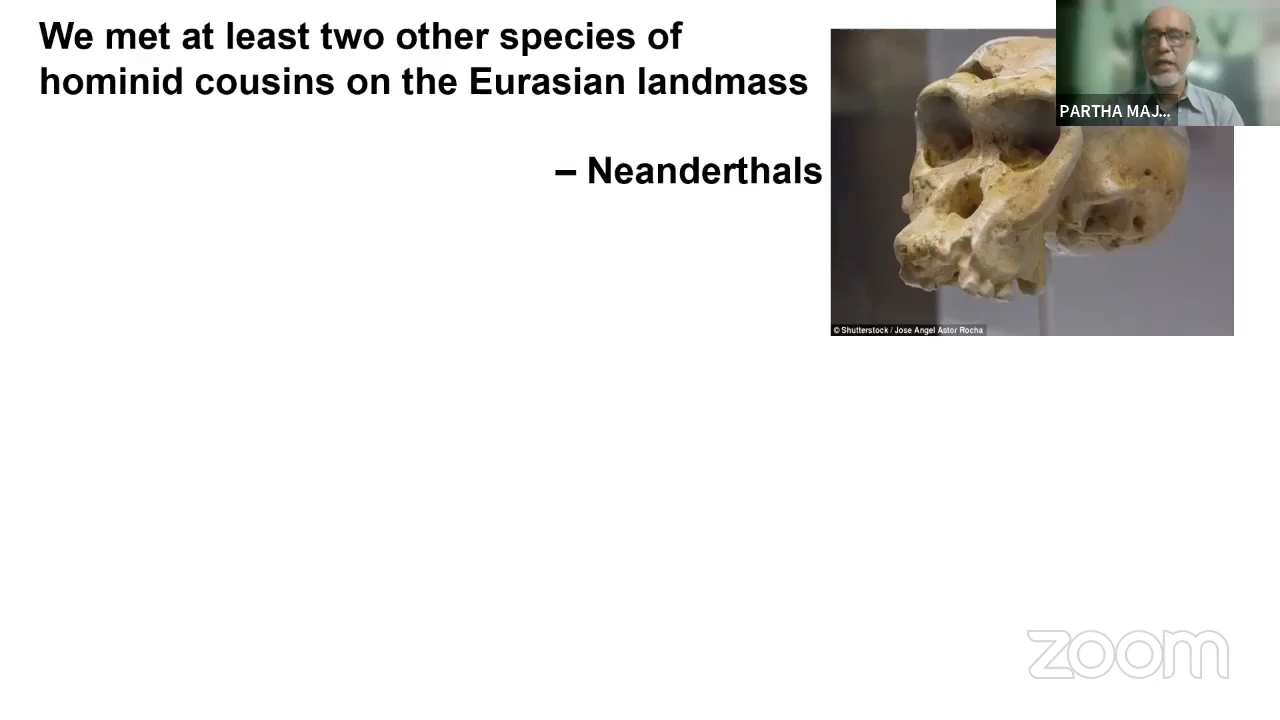 We met at least two other species of
hominid cousins on the Eurasian landmass
– Neanderthals
PARTHA MAJ...
© Shutterstock / Jose Angel Astor Rocha
zoom